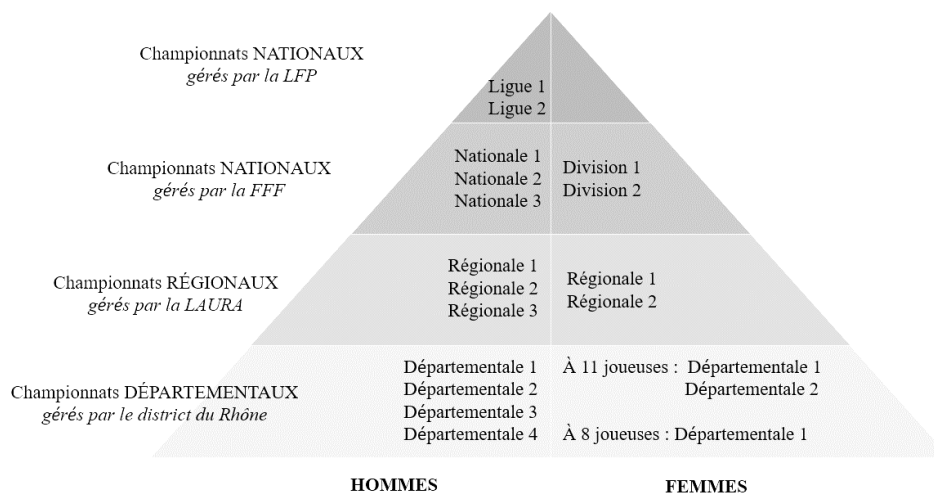 Championnats NATIONAUX
gérés par la LFP
Ligue 1
Ligue 2
Championnats NATIONAUX
gérés par la FFF
Nationale 1
Nationale 2
Nationale 3
Division 1
Division 2
Championnats RÉGIONAUX
gérés par la LAURA
Régionale 1
Régionale 2
Régionale 3
Régionale 1
Régionale 2
Championnats DÉPARTEMENTAUX
gérés par le district du Rhône
Départementale 1
Départementale 2
Départementale 3
Départementale 4
À 11 joueuses : Départementale 1
Départementale 2
À 8 joueuses : Départementale 1
HOMMES
FEMMES